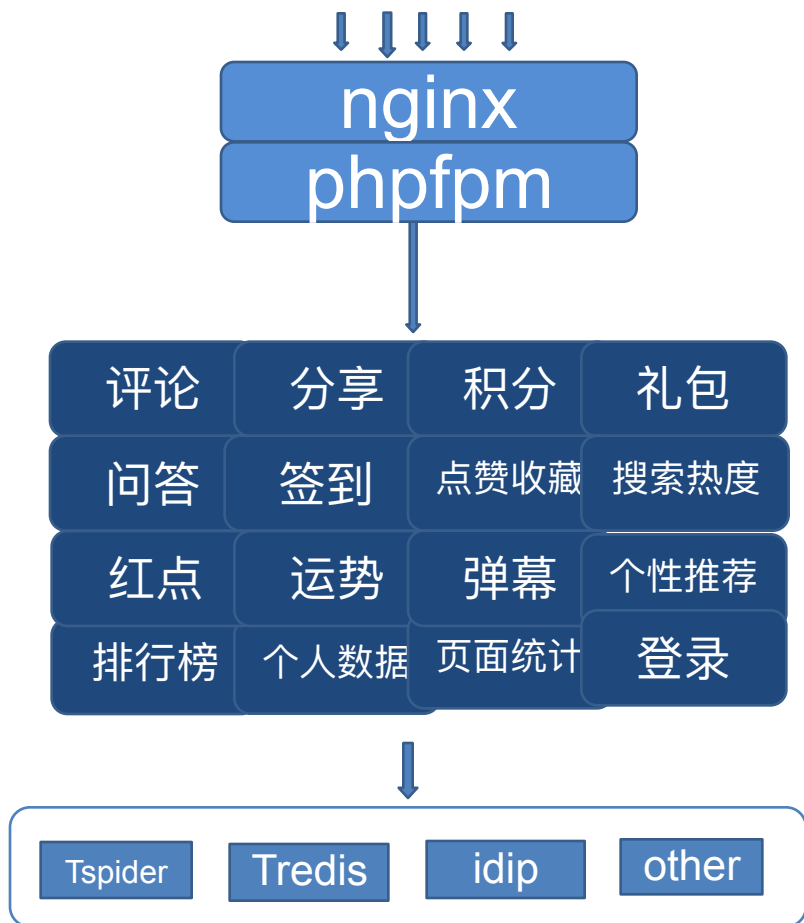 nginx
phpfpm
评论 分享 积分 礼包
问答 签到 点赞收藏 搜索热度
红点 运势 弹幕 个性推荐
排行榜 个人数据 页面统计 登录
Tspider Tredis idip other